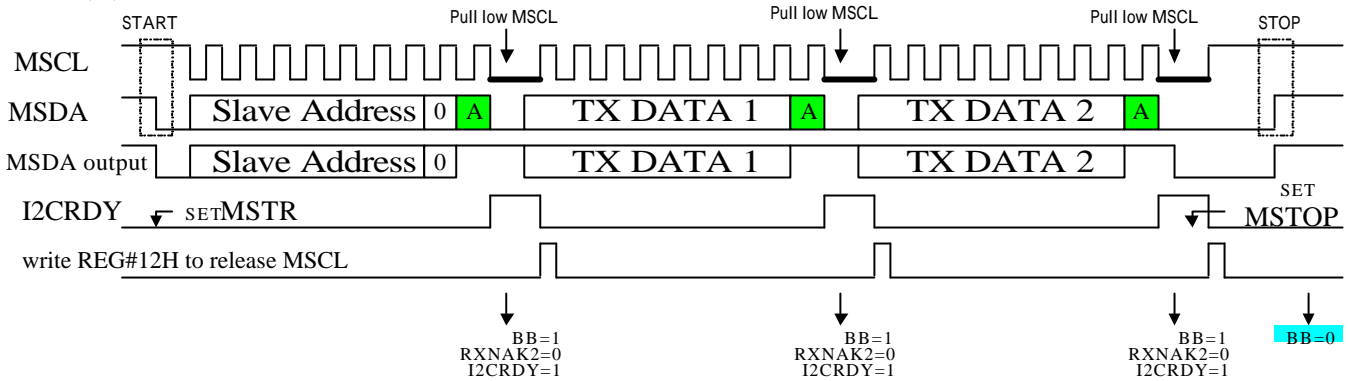 START Pull low MSCL Pull low MSCL Pull low MSCL STOP
MSCL
MSDA Slave Address 0 A TX DATA 1 A TX DATA 2 A
MSDA output Slave Address 0 TX DATA 1 TX DATA 2
I2CRDY SET MSTR SET MSTOP
write REG#12H to release MSCL
BB=1 BB=1 BB=1 BB=0
RXNAK2=0 RXNAK2=0 RXNAK2=0
I2CRDY=1 I2CRDY=1 I2CRDY=1